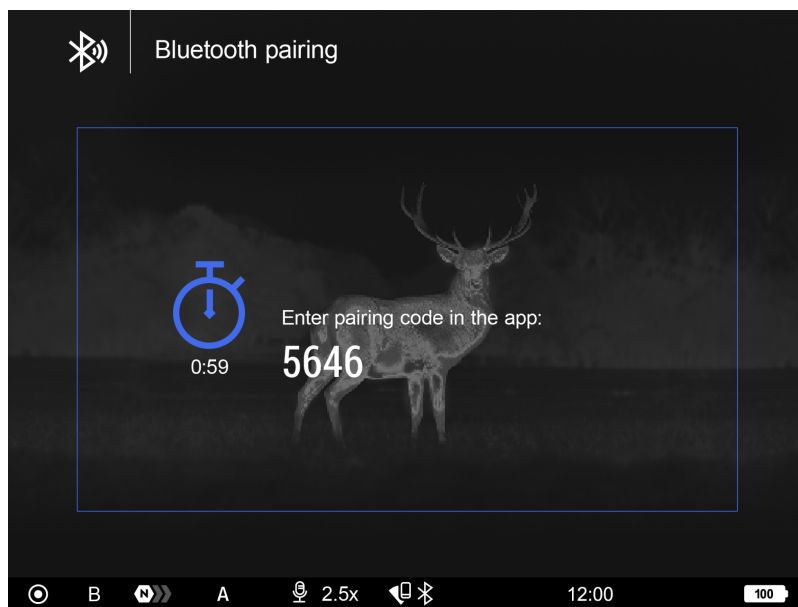 Bluetooth pairing
Enter pairing code in the app:
5646
0:59
B N A 2.5x 12:00 100